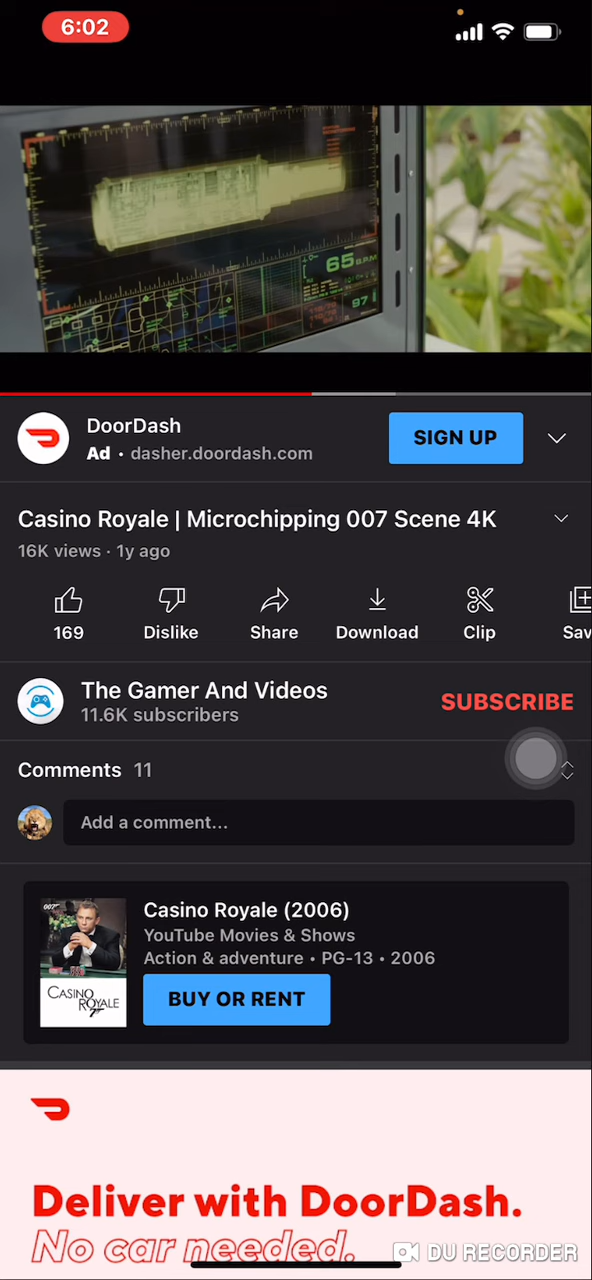 6:02
65 B.P.M
97
DoorDash
Ad • dasher.doordash.com
SIGN UP
Casino Royale | Microchipping 007 Scene 4K
16K views · 1y ago
169
Dislike
Share
Download
Clip
Sav
The Gamer And Videos
11.6K subscribers
SUBSCRIBE
Comments 11
Add a comment...
007
CASINO
ROYALE
7
Casino Royale (2006)
YouTube Movies & Shows
Action & adventure • PG-13 • 2006
BUY OR RENT
Deliver with DoorDash.
No car needed.
DU RECORDER